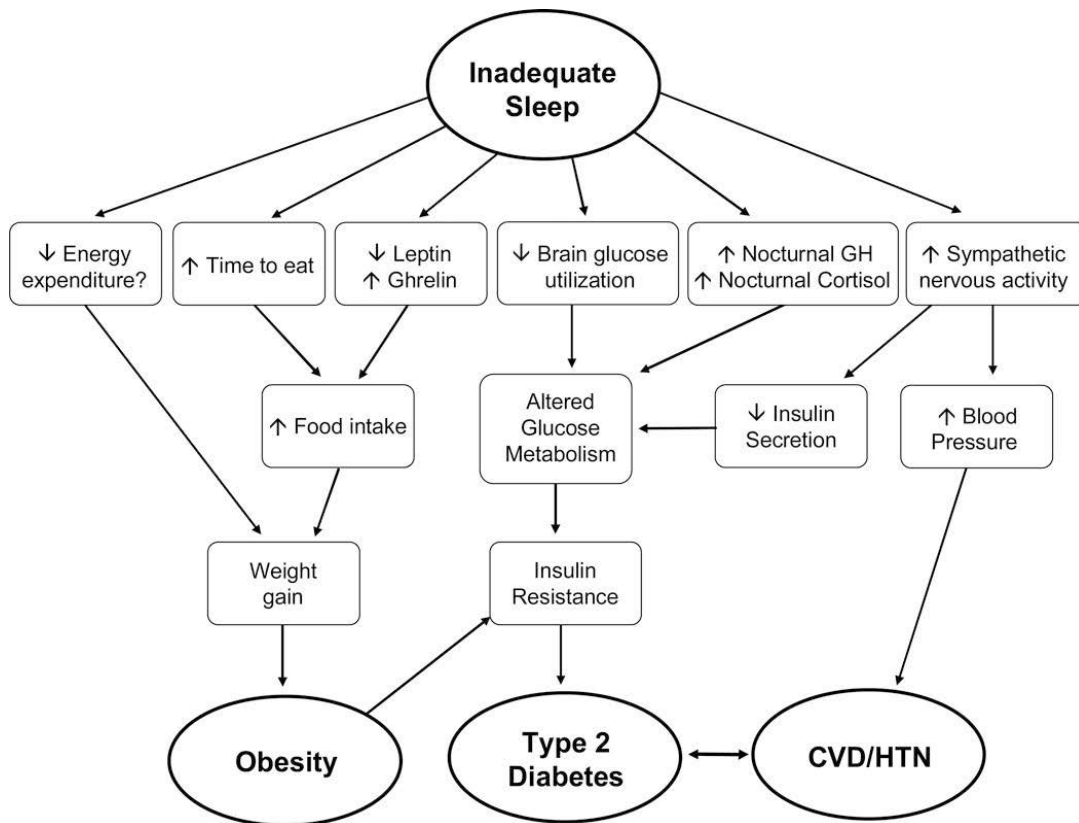 Inadequate
Sleep
↓ Energy
expenditure?
↑ Time to eat
↓ Leptin
↑ Ghrelin
↓ Brain glucose
utilization
↑ Nocturnal GH
↑ Nocturnal Cortisol
↑ Sympathetic
nervous activity
↑ Food intake
Altered
Glucose
Metabolism
↓ Insulin
Secretion
↑ Blood
Pressure
Weight
gain
Insulin
Resistance
Obesity
Type 2
Diabetes
CVD/HTN